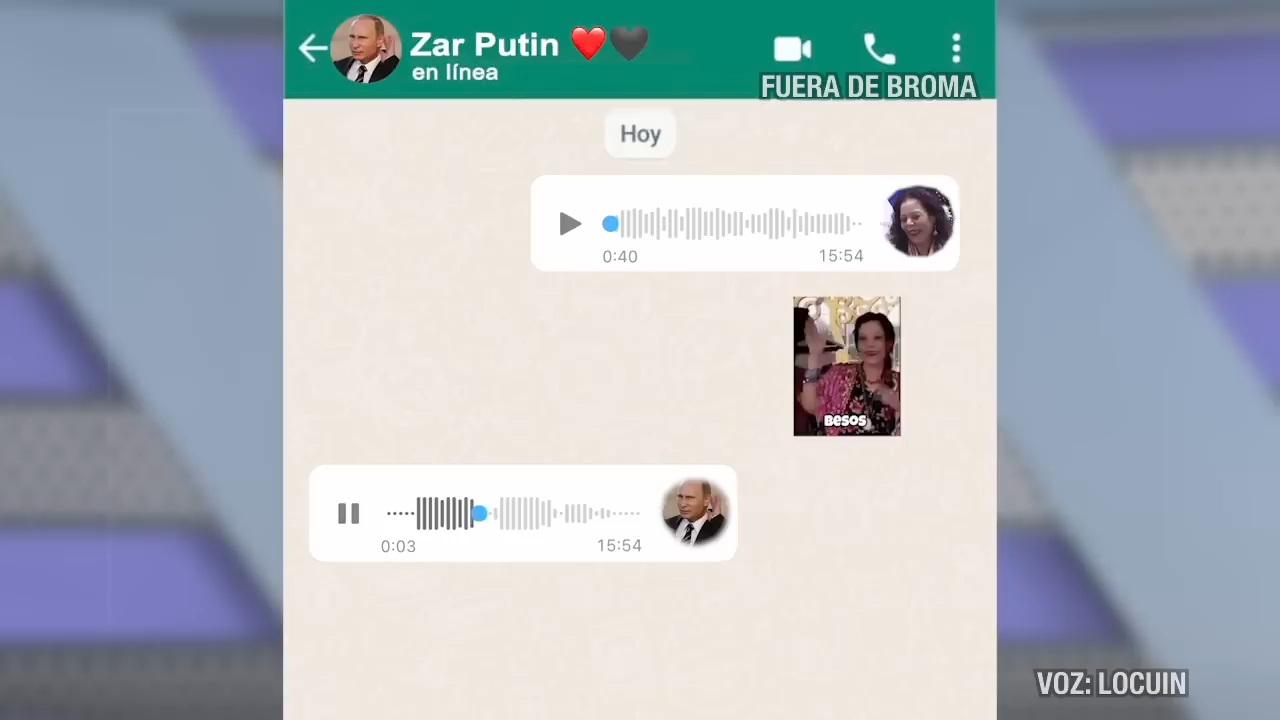 Zar Putin ❤️🖤
en línea
FUERA DE BROMA
Hoy
0:40 15:54
BESOS
0:03 15:54
VOZ: LOCUIN